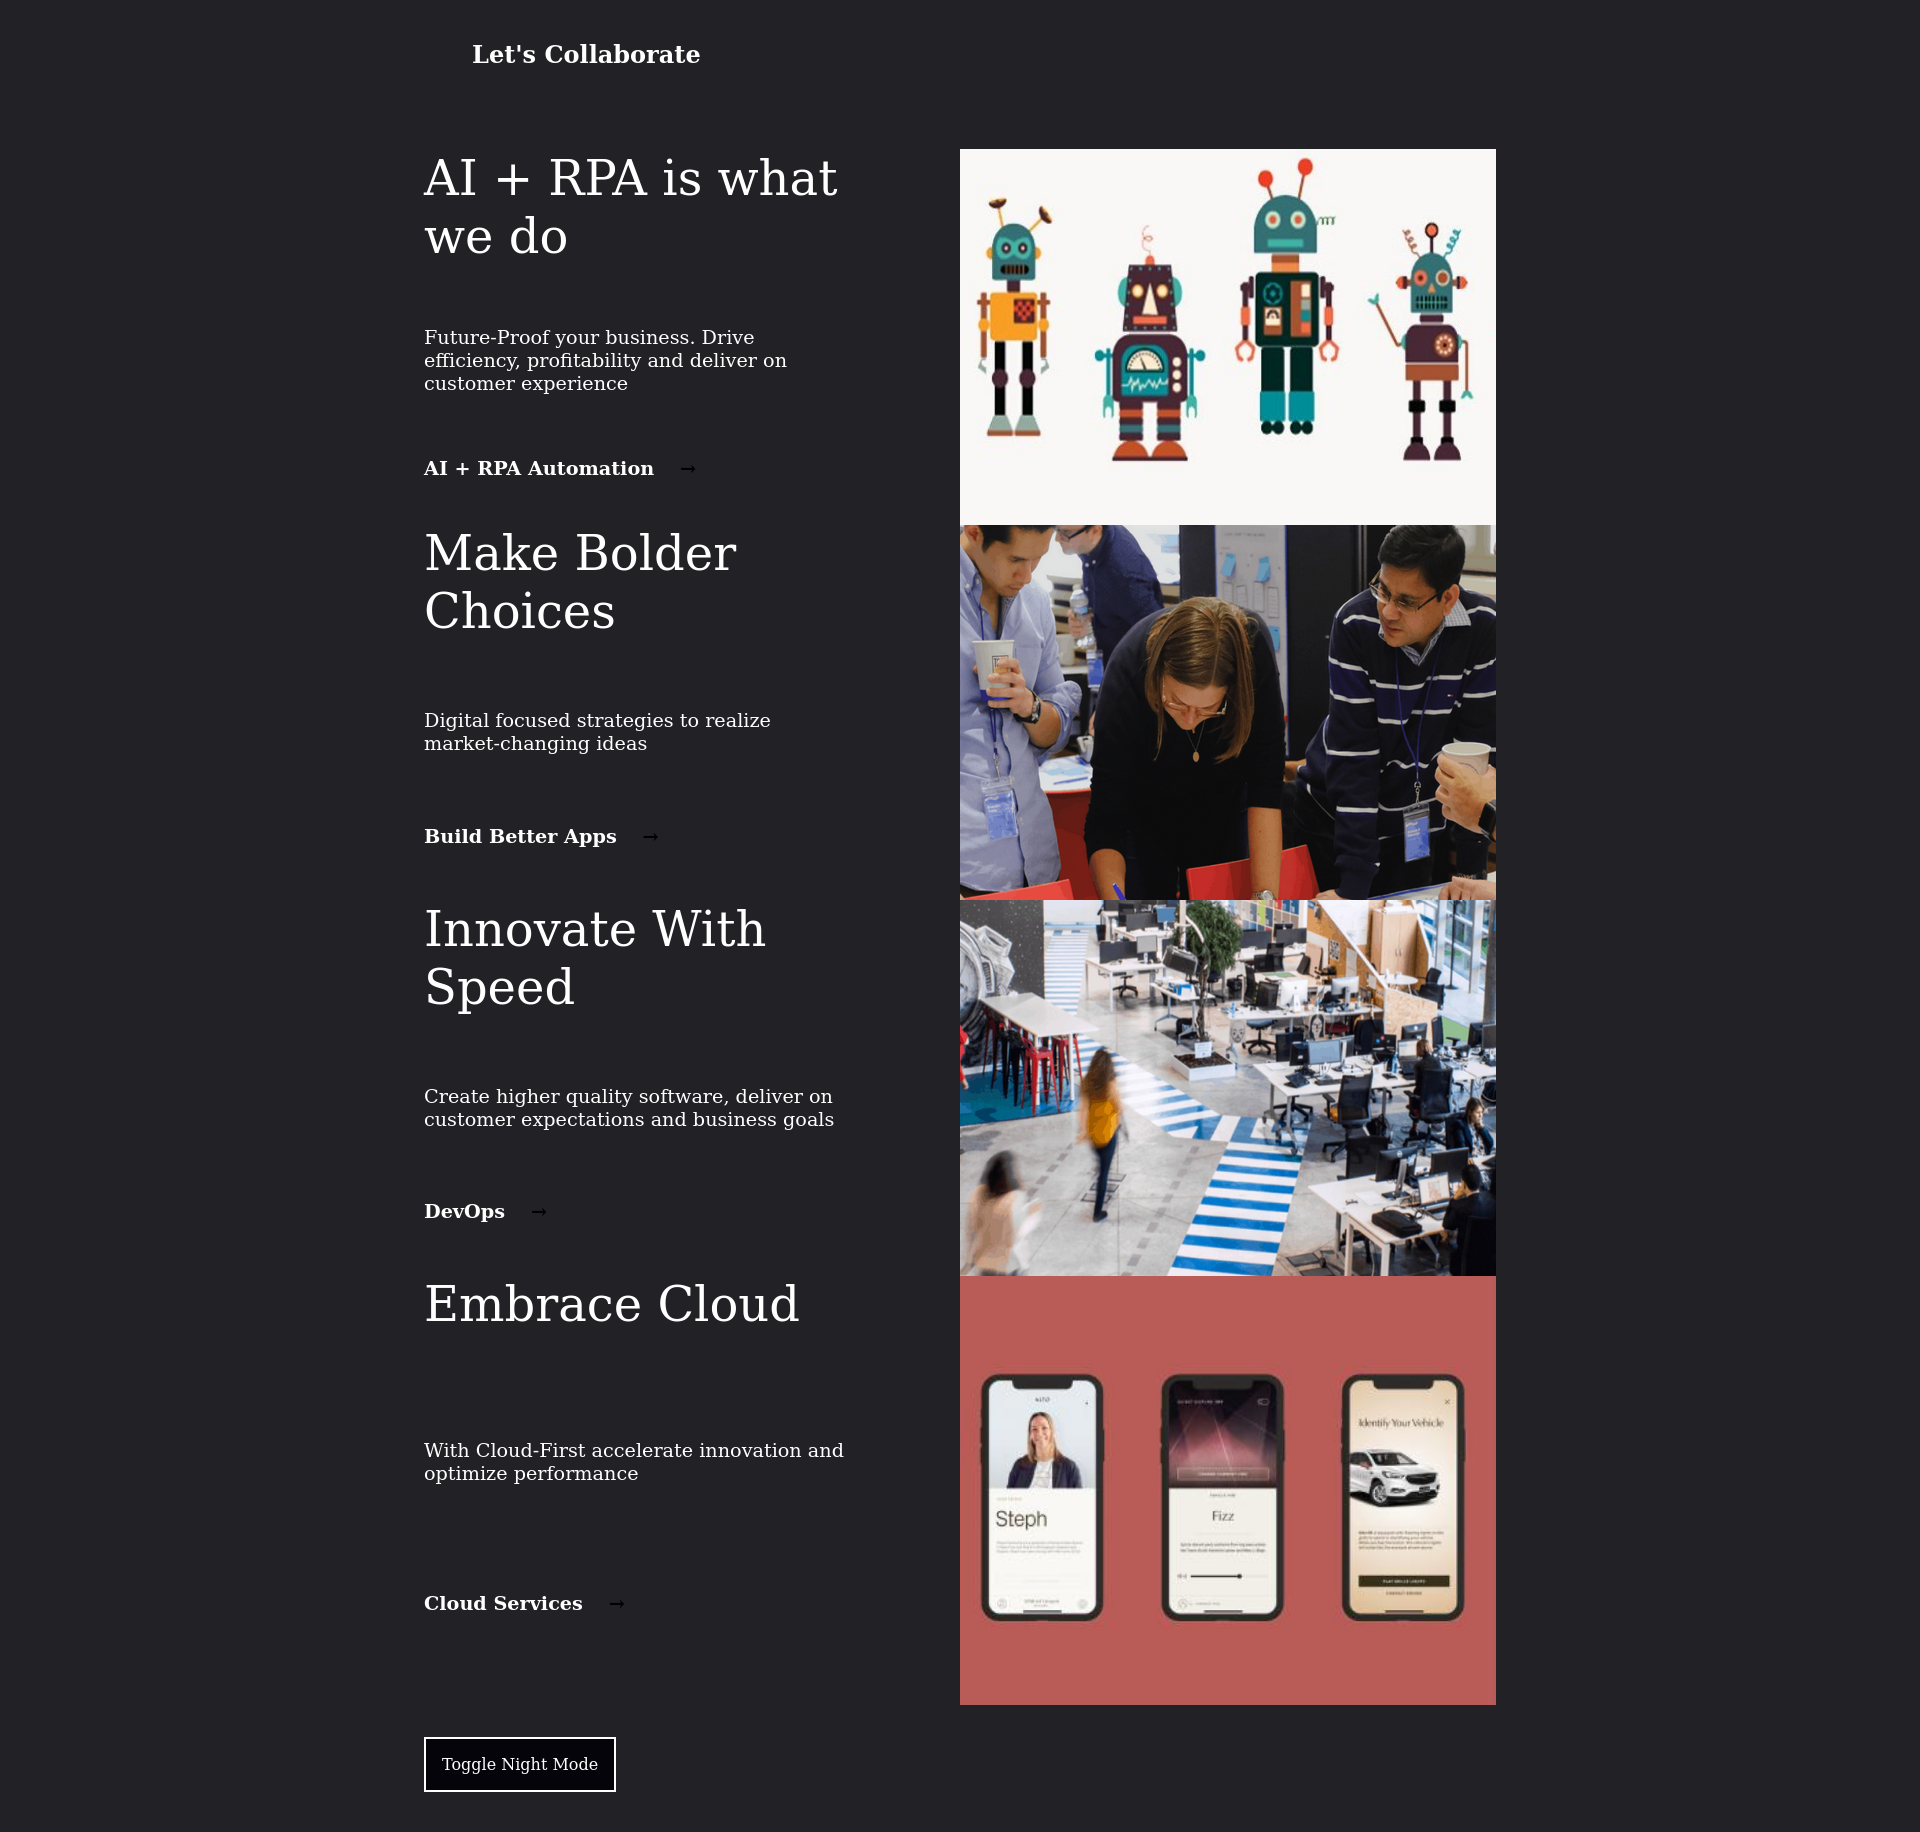 Let's Collaborate
AI + RPA is what
we do
Future-Proof your business. Drive
efficiency, profitability and deliver on
customer experience
AI + RPA Automation →
Make Bolder
Choices
Digital focused strategies to realize
market-changing ideas
Build Better Apps →
Innovate With
Speed
Create higher quality software, deliver on
customer expectations and business goals
DevOps →
Embrace Cloud
With Cloud-First accelerate innovation and
optimize performance
Cloud Services →
Steph
Fizz
Identify Your Vehicle
Toggle Night Mode